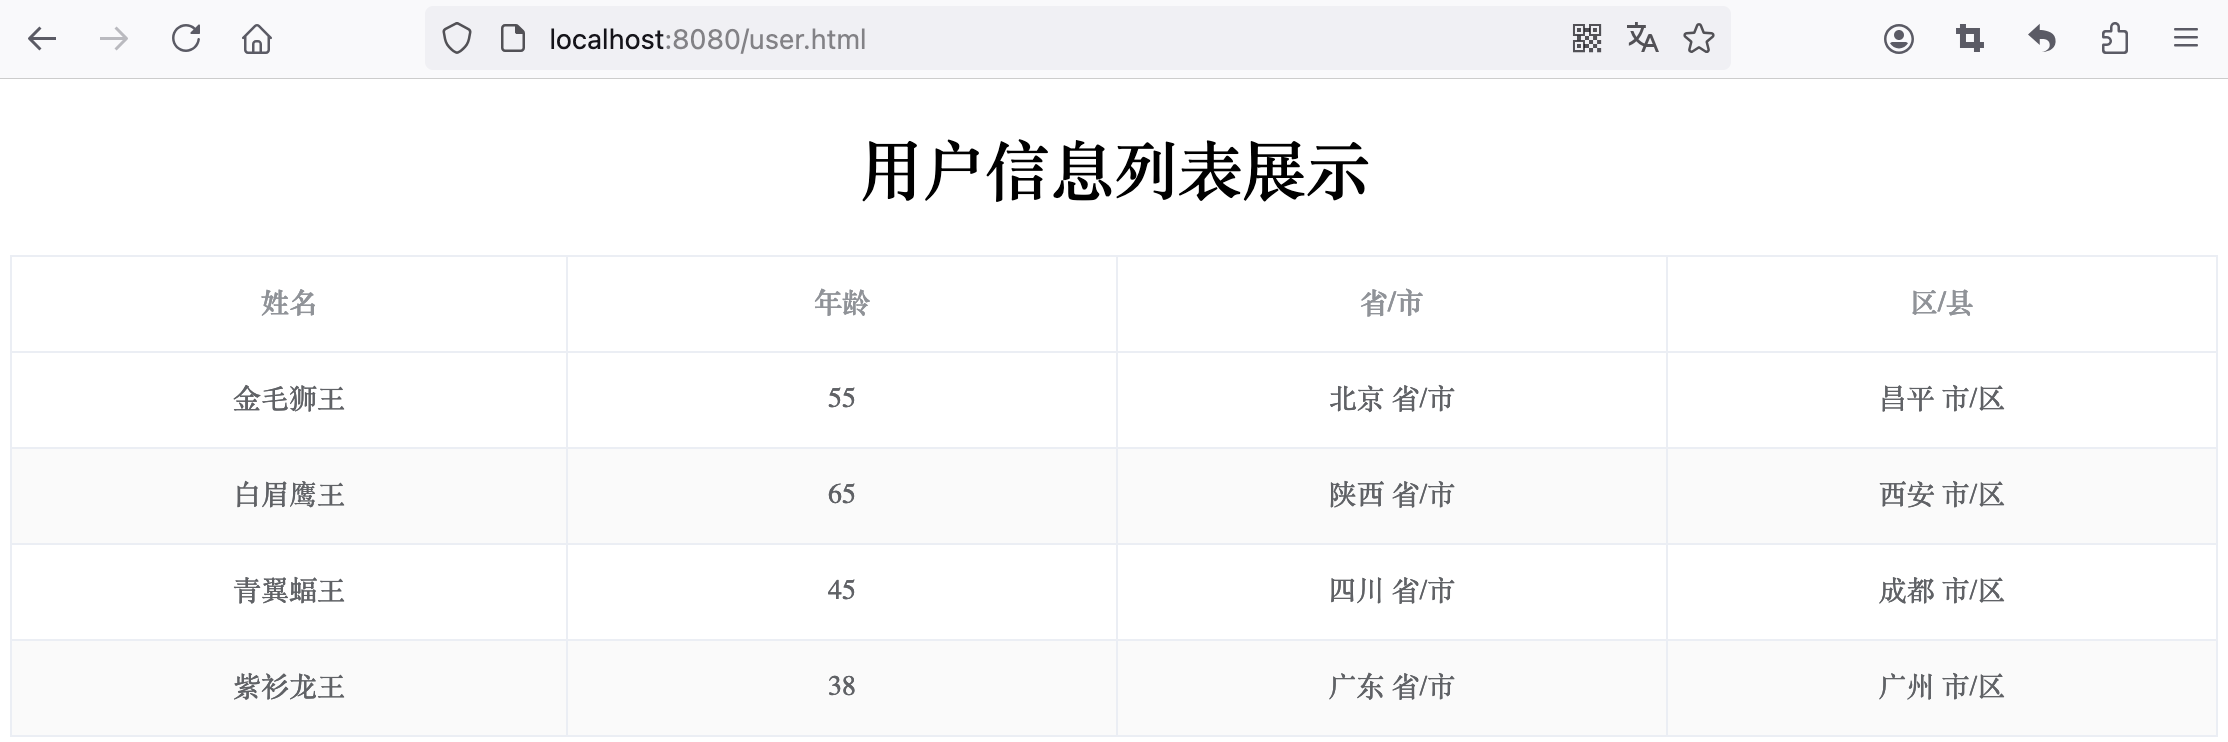 localhost:8080/user.html
用户信息列表展示
姓名 年龄 省/市 区/县
金毛狮王 55 北京 省/市 昌平 市/区
白眉鹰王 65 陕西 省/市 西安 市/区
青翼蝠王 45 四川 省/市 成都 市/区
紫衫龙王 38 广东 省/市 广州 市/区